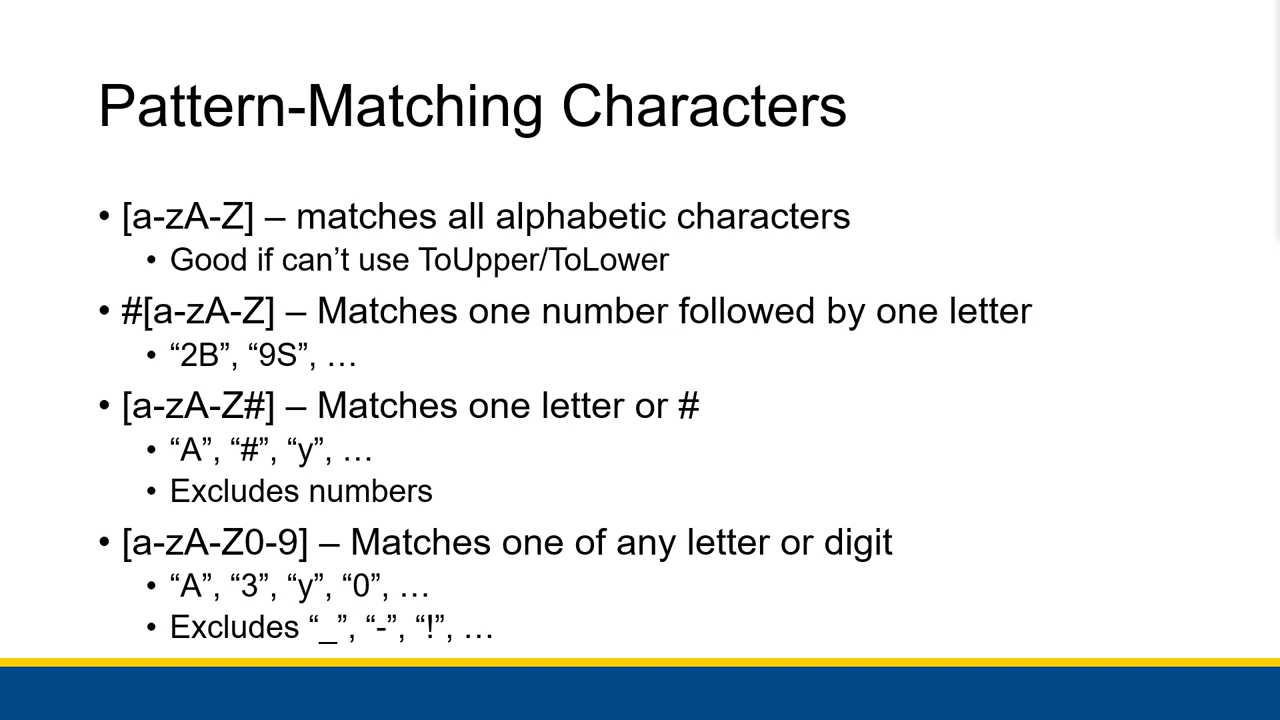 Pattern-Matching Characters
• [a-zA-Z] – matches all alphabetic characters
• Good if can’t use ToUpper/ToLower
• #[a-zA-Z] – Matches one number followed by one letter
• “2B”, “9S”, …
• [a-zA-Z#] – Matches one letter or #
• “A”, “#”, “y”, …
• Excludes numbers
• [a-zA-Z0-9] – Matches one of any letter or digit
• “A”, “3”, “y”, “0”, …
• Excludes “_”, “-”, “!”, …